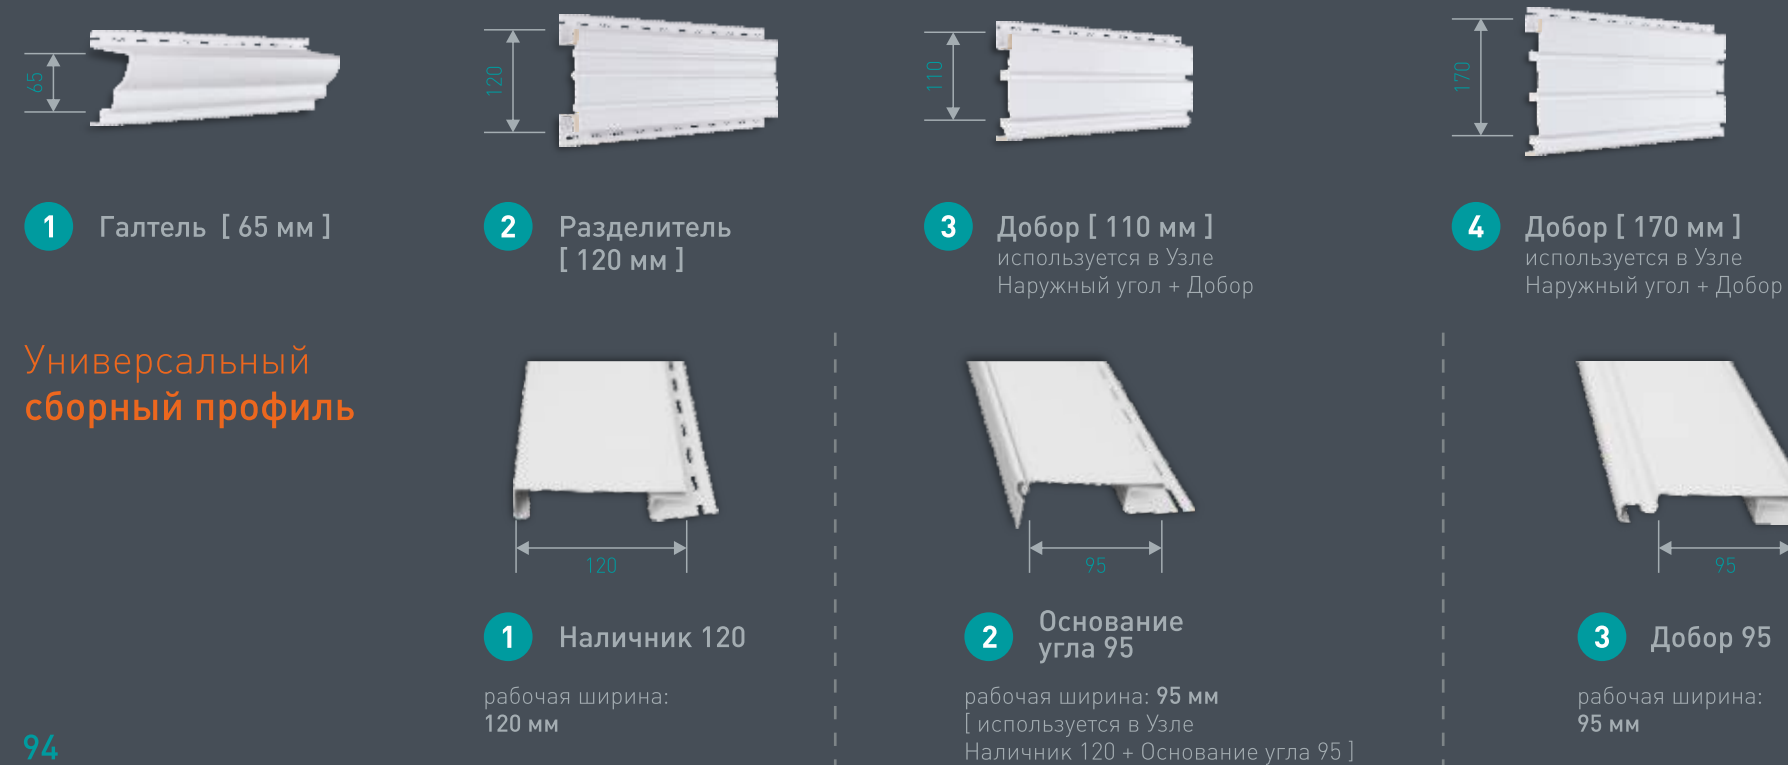 65
120
110
170
1 Галтель [ 65 мм ]
2 Разделитель
[ 120 мм ]
3 Добор [ 110 мм ]
используется в Узле
Наружный угол + Добор
4 Добор [ 170 мм ]
используется в Узле
Наружный угол + Добор
Универсальный
сборный профиль
120
95
95
1 Наличник 120
рабочая ширина:
120 мм
2 Основание
угла 95
рабочая ширина: 95 мм
[ используется в Узле
Наличник 120 + Основание угла 95 ]
3 Добор 95
рабочая ширина:
95 мм
94